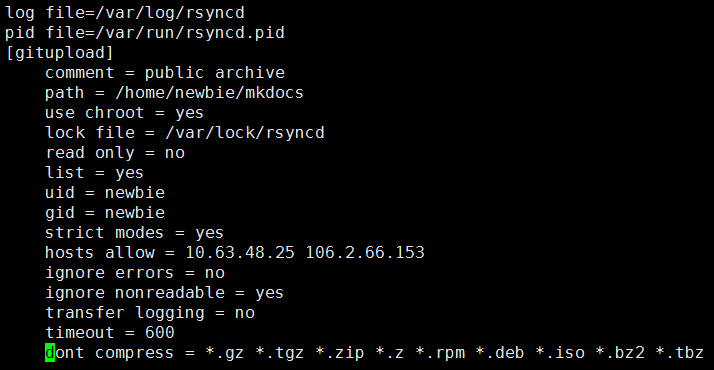 log file=/var/log/rsyncd
pid file=/var/run/rsyncd.pid
[gitupload]
comment = public archive
path = /home/newbie/mkdocs
use chroot = yes
lock file = /var/lock/rsyncd
read only = no
list = yes
uid = newbie
gid = newbie
strict modes = yes
hosts allow = 10.63.48.25 106.2.66.153
ignore errors = no
ignore nonreadable = yes
transfer logging = no
timeout = 600
dont compress = *.gz *.tgz *.zip *.z *.rpm *.deb *.iso *.bz2 *.tbz